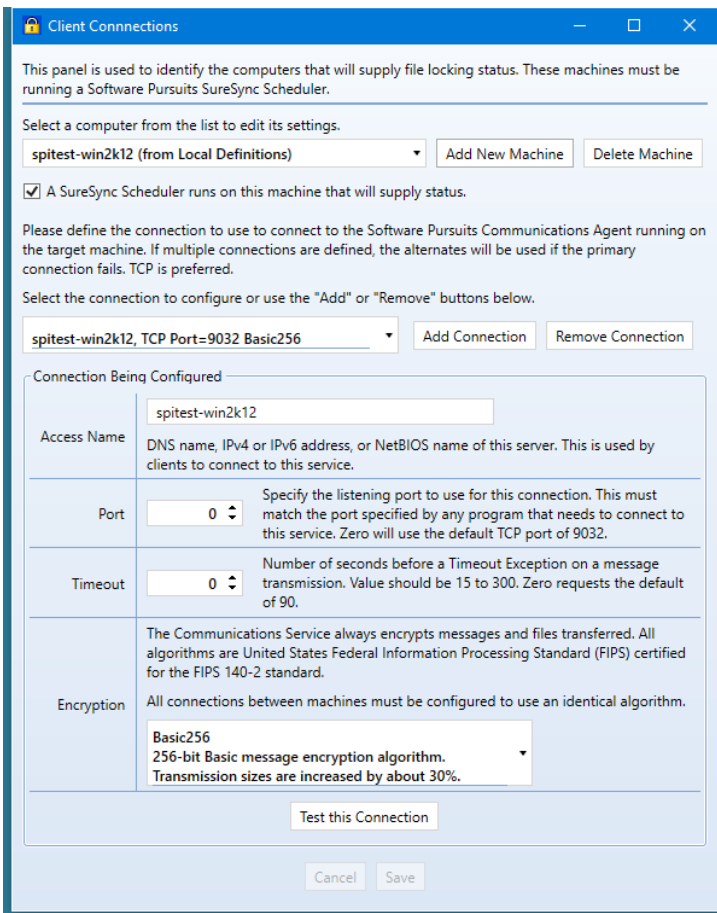 Client Connnections
This panel is used to identify the computers that will supply file locking status. These machines must be
running a Software Pursuits SureSync Scheduler.
Select a computer from the list to edit its settings.
spitest-win2k12 (from Local Definitions)
Add New Machine
Delete Machine
A SureSync Scheduler runs on this machine that will supply status.
Please define the connection to use to connect to the Software Pursuits Communications Agent running on
the target machine. If multiple connections are defined, the alternates will be used if the primary
connection fails. TCP is preferred.
Select the connection to configure or use the "Add" or "Remove" buttons below.
spitest-win2k12, TCP Port=9032 Basic256
Add Connection
Remove Connection
Connection Being Configured
Access Name
spitest-win2k12
DNS name, IPv4 or IPv6 address, or NetBIOS name of this server. This is used by
clients to connect to this service.
Port
0
Specify the listening port to use for this connection. This must
match the port specified by any program that needs to connect to
this service. Zero will use the default TCP port of 9032.
Timeout
0
Number of seconds before a Timeout Exception on a message
transmission. Value should be 15 to 300. Zero requests the default
of 90.
Encryption
The Communications Service always encrypts messages and files transferred. All
algorithms are United States Federal Information Processing Standard (FIPS) certified
for the FIPS 140-2 standard.
All connections between machines must be configured to use an identical algorithm.
Basic256
256-bit Basic message encryption algorithm.
Transmission sizes are increased by about 30%.
Test this Connection
Cancel
Save